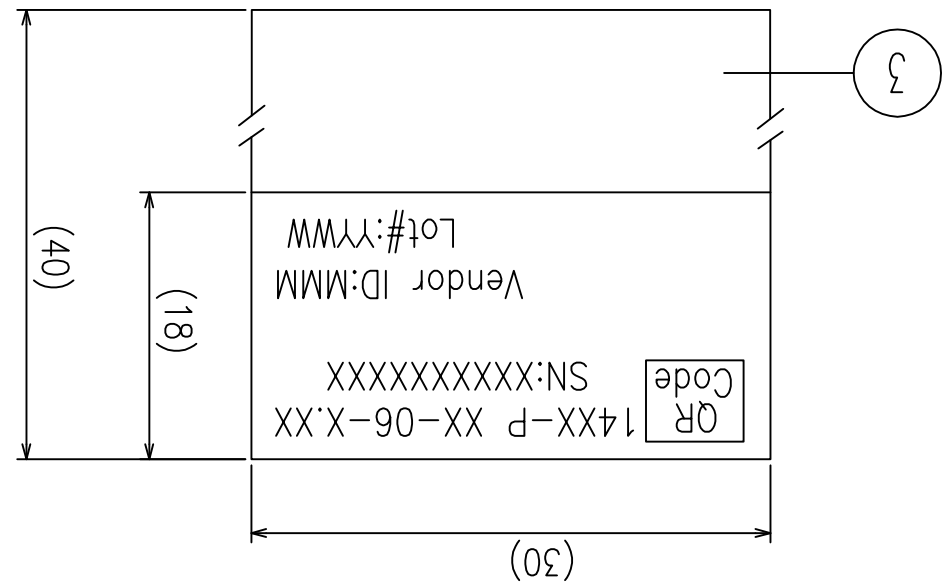 (30)
QR
Code
14XX-P XX-06-X.XX
SN:XXXXXXXXXX
Vendor ID:MMM
Lot#:YYWW
(18)
(40)
3